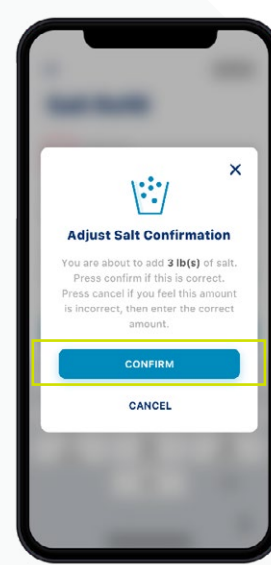 Adjust Salt Confirmation
You are about to add 3 lb(s) of salt.
Press confirm if this is correct.
Press cancel if you feel this amount
is incorrect, then enter the correct
amount.
CONFIRM
CANCEL